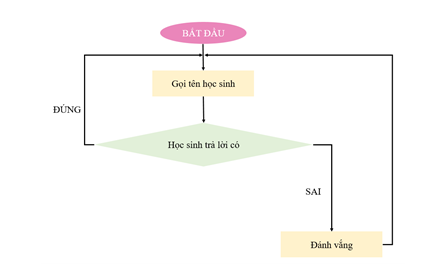 BẮT ĐẦU
Gọi tên học sinh
ĐÚNG
Học sinh trả lời có
SAI
Đánh vắng